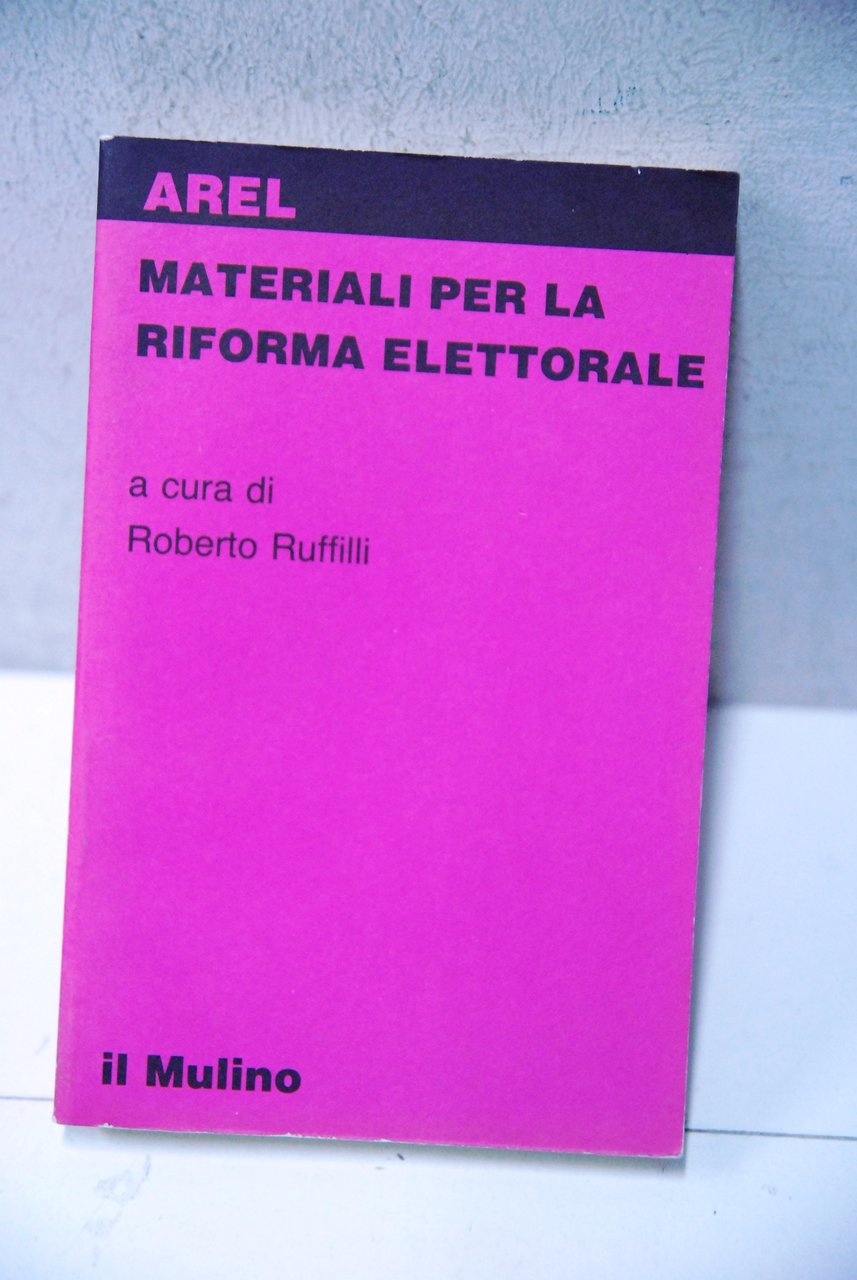 AREL
MATERIALI PER LA
RIFORMA ELETTORALE
a cura di
Roberto Ruffilli
il Mulino